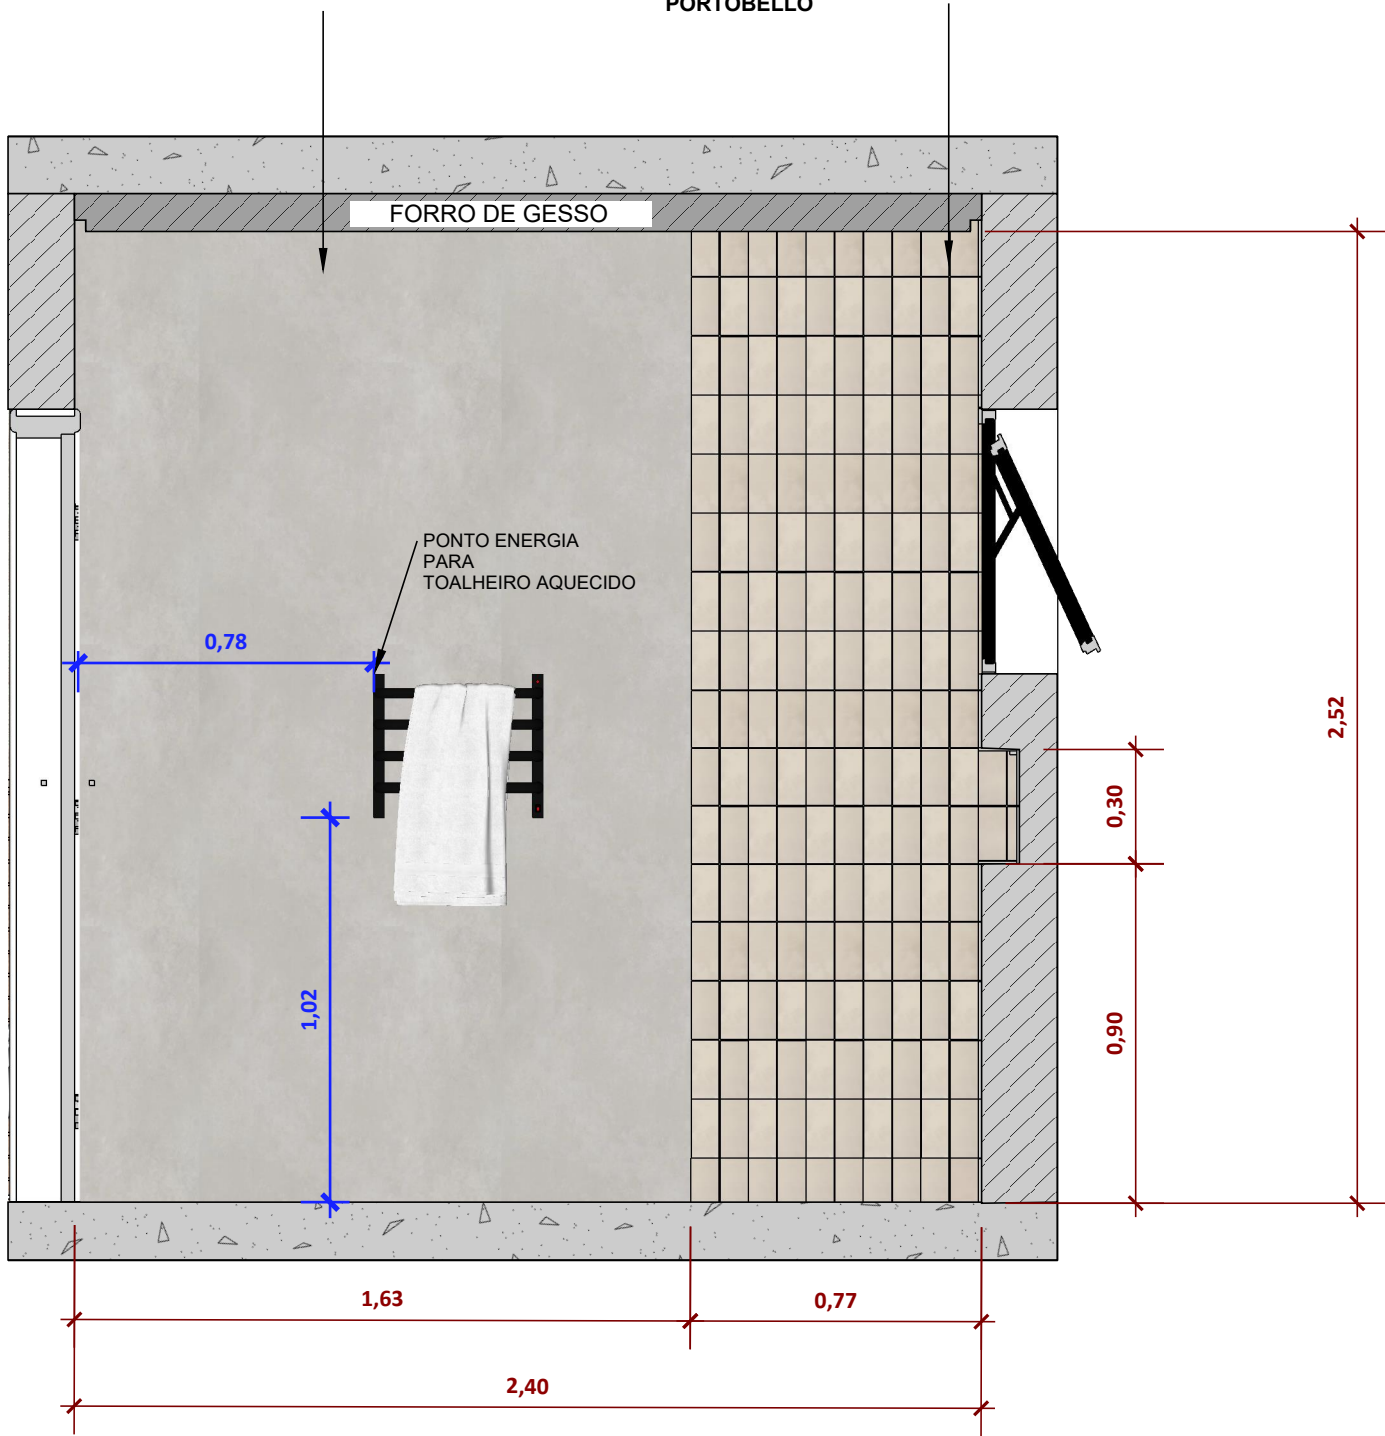 PORTOBELLO
FORRO DE GESSO
PONTO ENERGIA
PARA
TOALHEIRO AQUECIDO
0,78
2,52
0,30
1,02
0,90
1,63
0,77
2,40